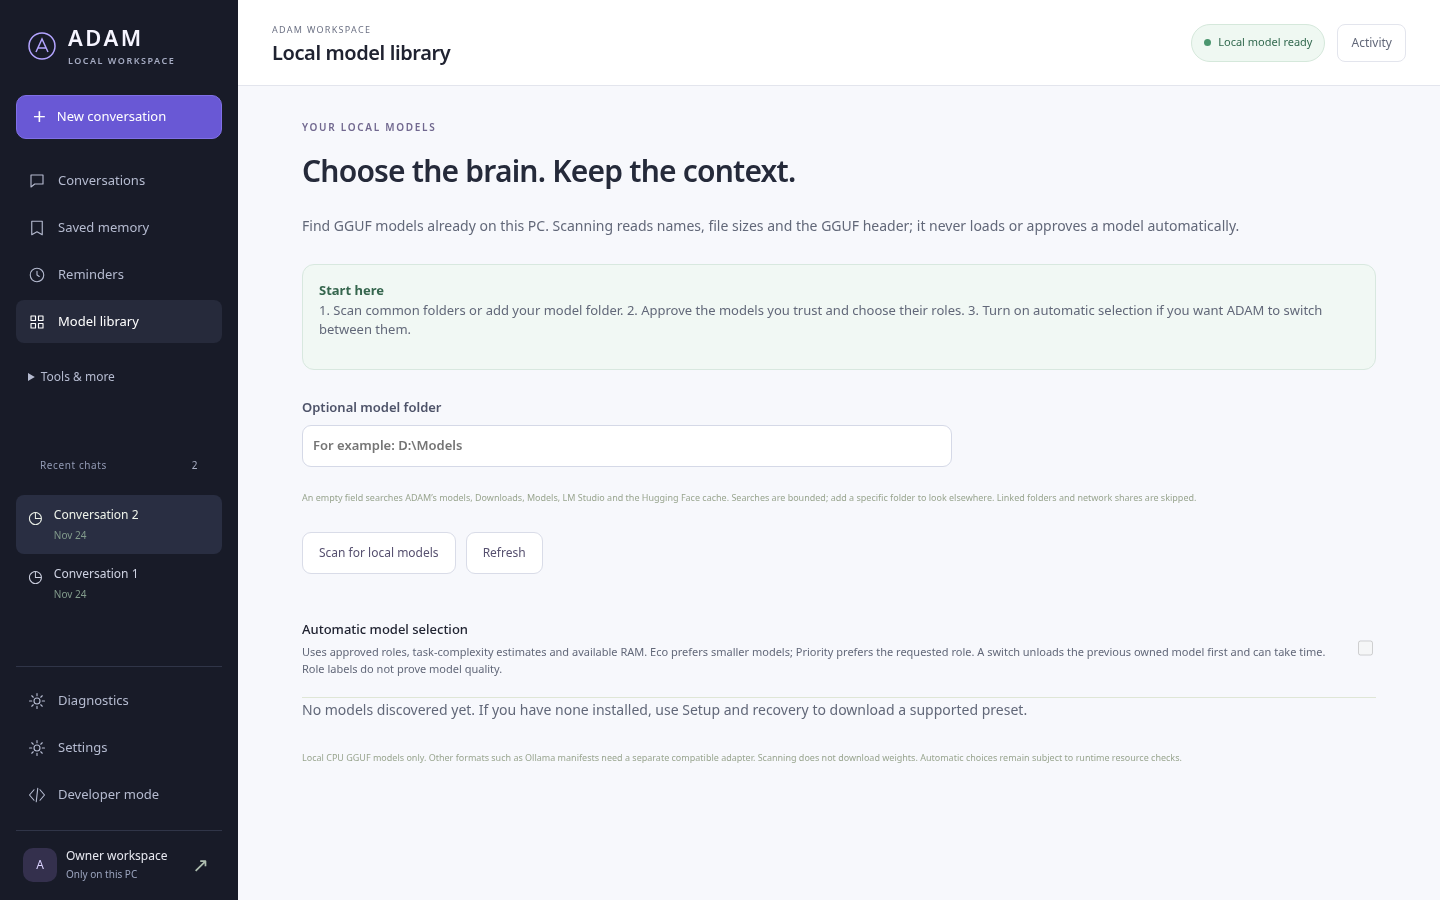 ADAM
LOCAL WORKSPACE
+ New conversation
Conversations
Saved memory
Reminders
Model library
Tools & more
Recent chats 2
Conversation 2
Nov 24
Conversation 1
Nov 24
Diagnostics
Settings
Developer mode
A
Owner workspace
Only on this PC
ADAM WORKSPACE
Local model library
Local model ready
Activity
YOUR LOCAL MODELS
Choose the brain. Keep the context.
Find GGUF models already on this PC. Scanning reads names, file sizes and the GGUF header; it never loads or approves a model automatically.
Start here
1. Scan common folders or add your model folder. 2. Approve the models you trust and choose their roles. 3. Turn on automatic selection if you want ADAM to switch
between them.
Optional model folder
For example: D:\Models
An empty field searches ADAM's models, Downloads, Models, LM Studio and the Hugging Face cache. Searches are bounded; add a specific folder to look elsewhere. Linked folders and network shares are skipped.
Scan for local models
Refresh
Automatic model selection
Uses approved roles, task-complexity estimates and available RAM. Eco prefers smaller models; Priority prefers the requested role. A switch unloads the previous owned model first and can take time.
Role labels do not prove model quality.
No models discovered yet. If you have none installed, use Setup and recovery to download a supported preset.
Local CPU GGUF models only. Other formats such as Ollama manifests need a separate compatible adapter. Scanning does not download weights. Automatic choices remain subject to runtime resource checks.